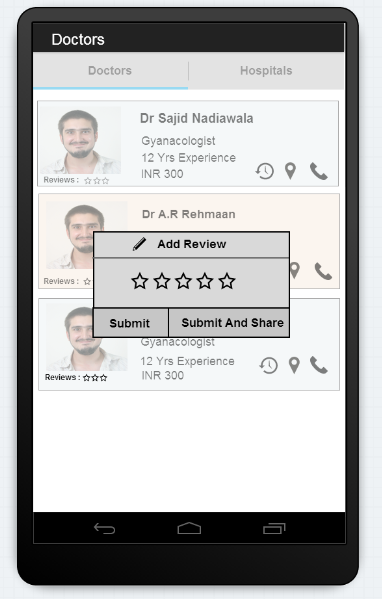 Doctors
Doctors
Hospitals
Dr Sajid Nadiawala
Gyanacologist
12 Yrs Experience
INR 300
Reviews :
Dr A.R Rehmaan
Reviews :
Add Review
Submit
Submit And Share
Gyanacologist
12 Yrs Experience
INR 300
Reviews :